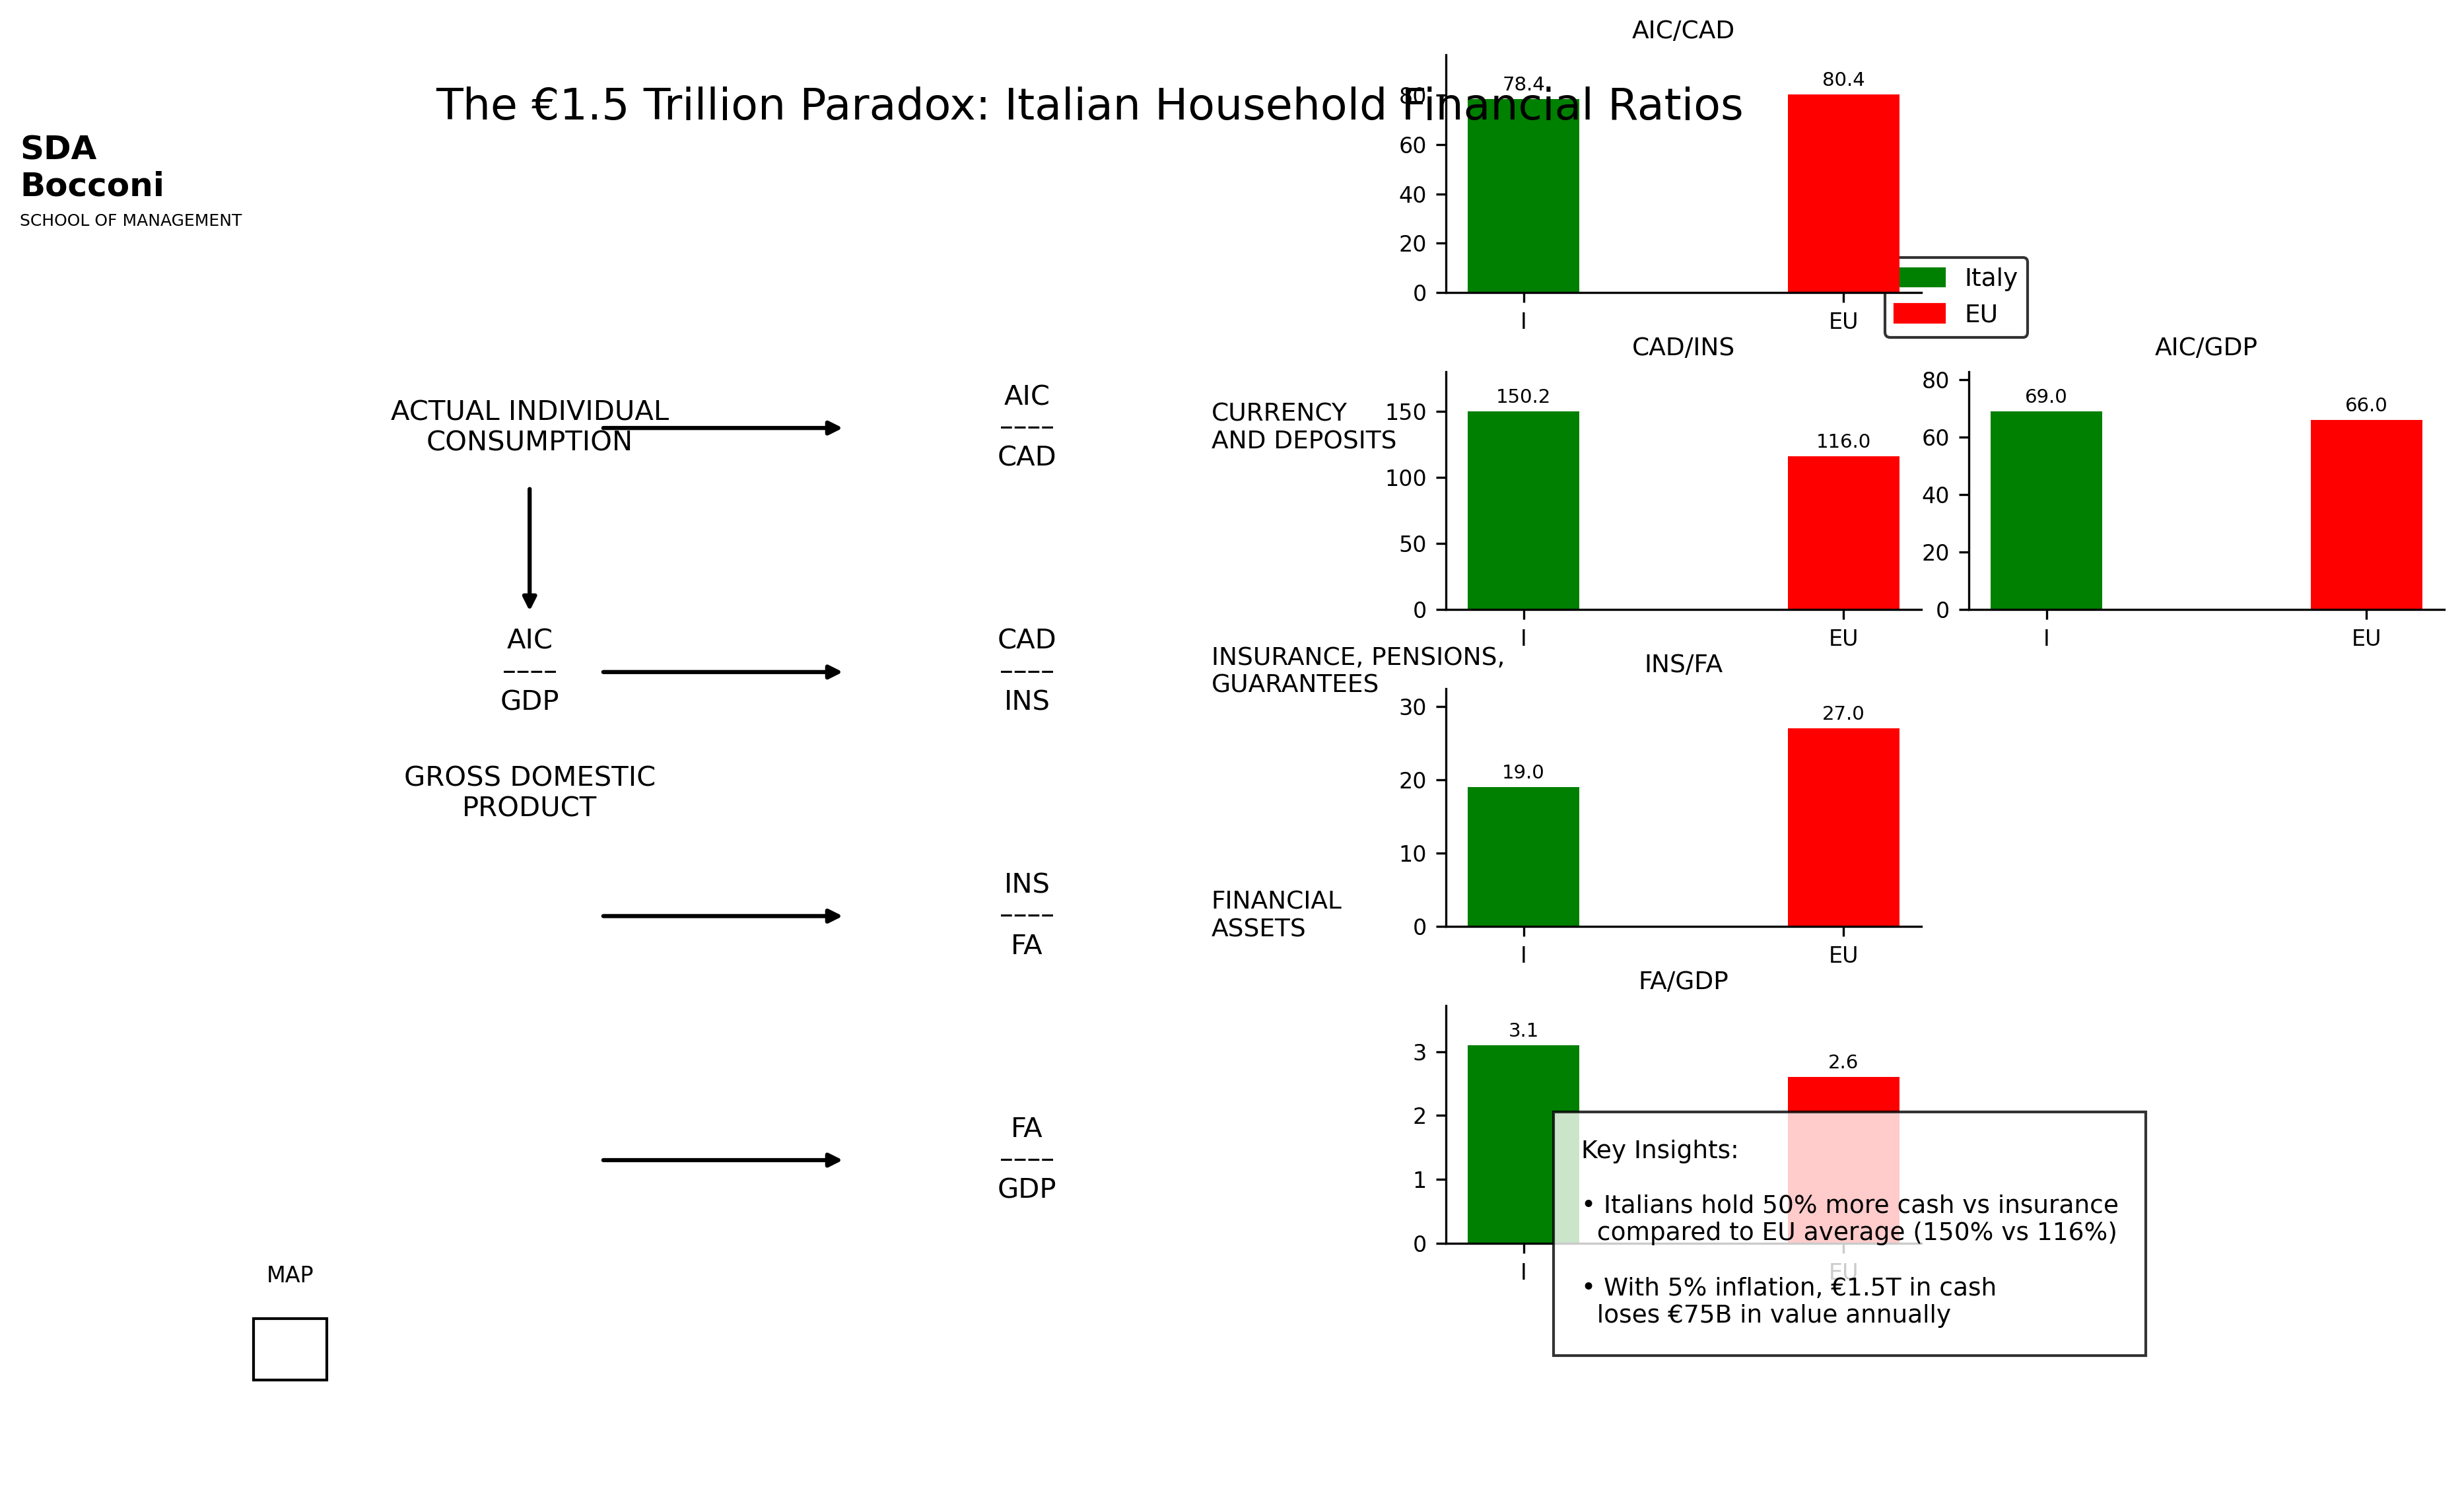 The €1.5 Trillion Paradox: Italian Household Financial Ratios
SDA
Bocconi
SCHOOL OF MANAGEMENT
ACTUAL INDIVIDUAL
CONSUMPTION
AIC
----
GDP
GROSS DOMESTIC
PRODUCT
MAP
AIC
----
CAD
CAD
----
INS
INS
----
FA
FA
----
GDP
CURRENCY
AND DEPOSITS
INSURANCE, PENSIONS,
GUARANTEES
FINANCIAL
ASSETS
AIC/CAD
78.4
80.4
80
60
40
20
0
I
EU
Italy
EU
CAD/INS
150.2
116.0
150
100
50
0
I
EU
AIC/GDP
69.0
66.0
80
60
40
20
0
I
EU
INS/FA
19.0
27.0
30
20
10
0
I
EU
FA/GDP
3.1
2.6
3
2
1
0
I
EU
Key Insights:
• Italians hold 50% more cash vs insurance
compared to EU average (150% vs 116%)
• With 5% inflation, €1.5T in cash
loses €75B in value annually